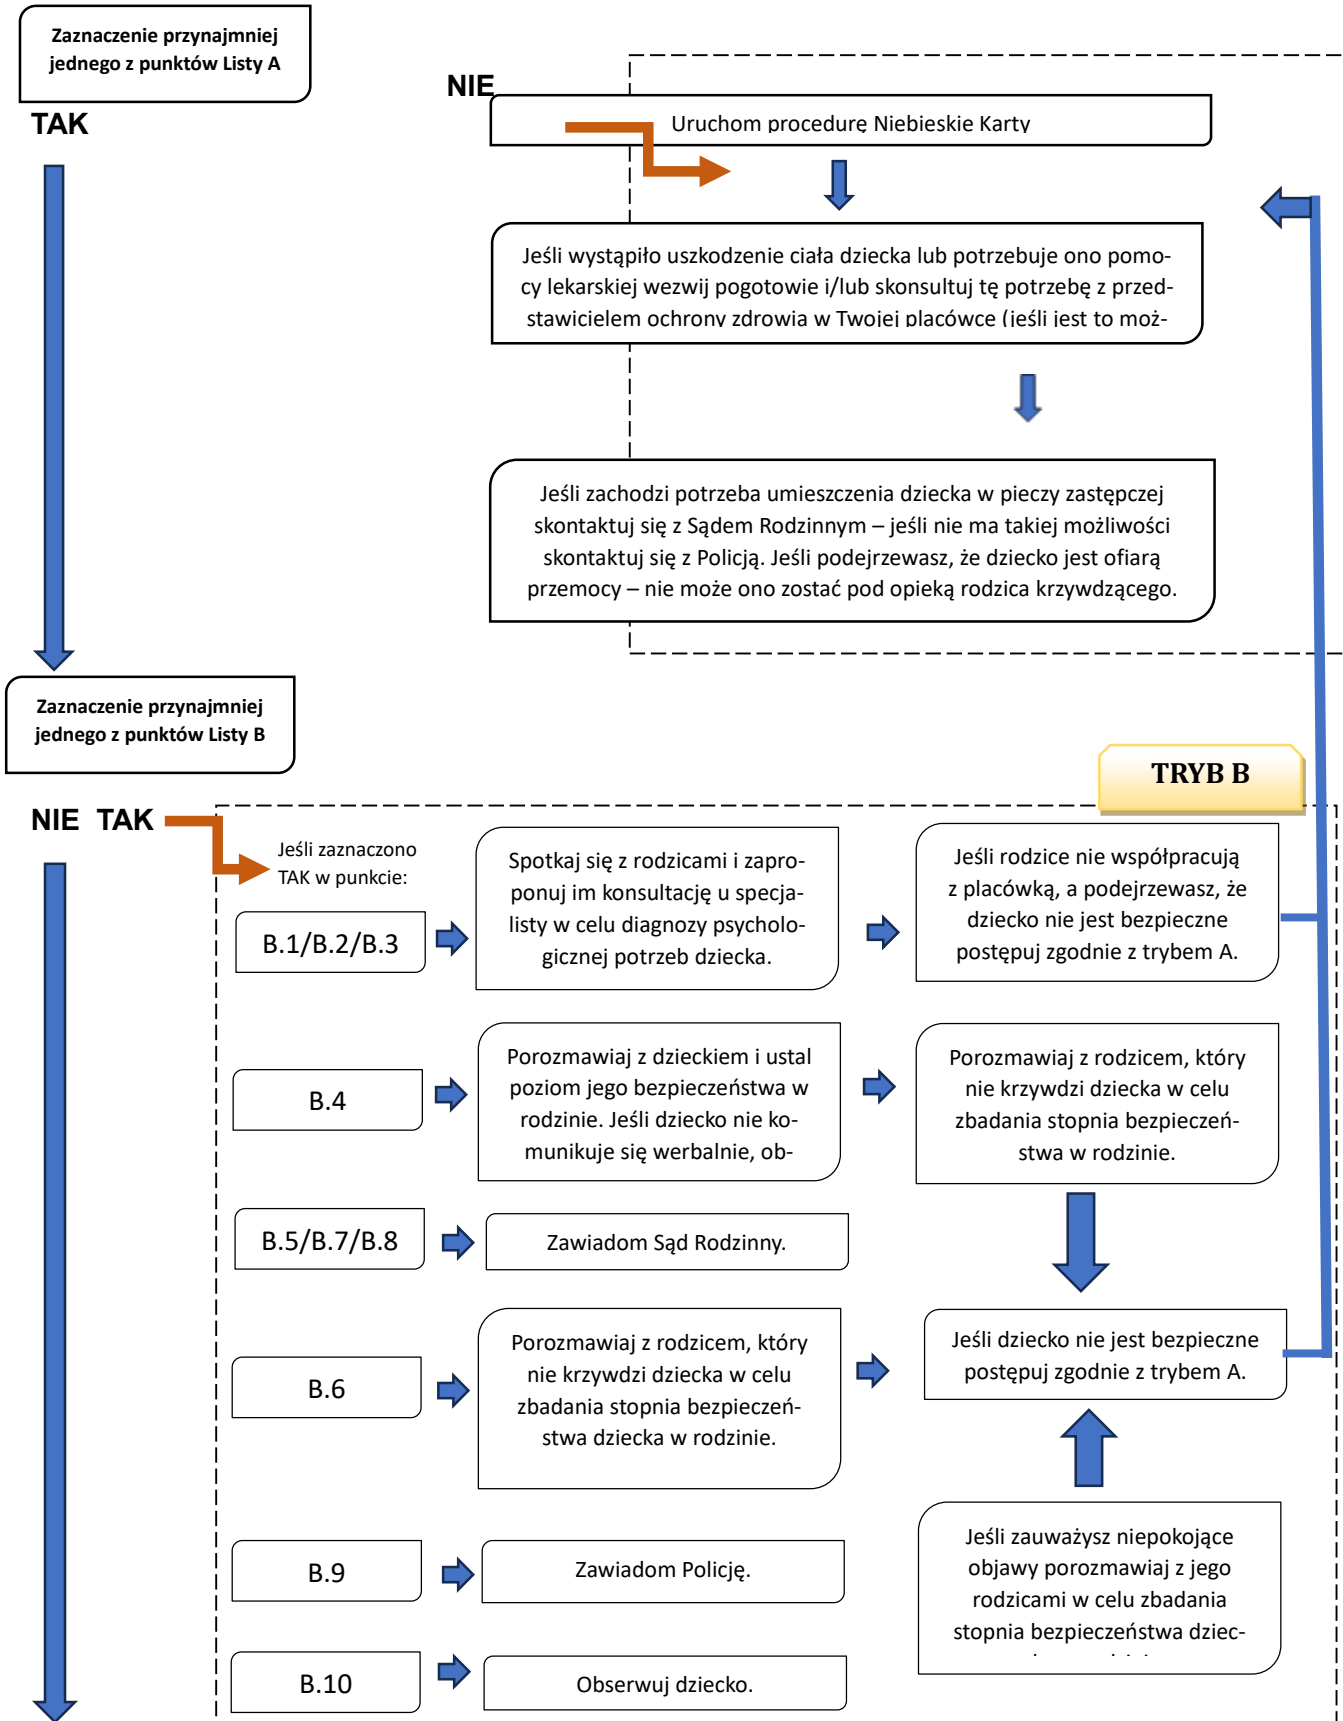 Zaznaczenie przynajmniej
jednego z punktów Listy A
TAK
NIE
Uruchom procedurę Niebieskie Karty
Jeśli wystąpiło uszkodzenie ciała dziecka lub potrzebuje ono pomo-
cy lekarskiej wezwij pogotowie i/lub skonsultuj tę potrzebę z przed-
stawicielem ochrony zdrowia w Twojej placówce (jeśli jest to moż-
Jeśli zachodzi potrzeba umieszczenia dziecka w pieczy zastępczej
skontaktuj się z Sądem Rodzinnym – jeśli nie ma takiej możliwości
skontaktuj się z Policją. Jeśli podejrzewasz, że dziecko jest ofiarą
przemocy – nie może ono zostać pod opieką rodzica krzywdzącego.
Zaznaczenie przynajmniej
jednego z punktów Listy B
TRYB B
NIE TAK
Jeśli zaznaczono
TAK w punkcie:
B.1/B.2/B.3
Spotkaj się z rodzicami i zapro-
ponuj im konsultację u specja-
listy w celu diagnozy psycholo-
gicznej potrzeb dziecka.
Jeśli rodzice nie współpracują
z placówką, a podejrzewasz, że
dziecko nie jest bezpieczne
postępuj zgodnie z trybem A.
B.4
Porozmawiaj z dzieckiem i ustal
poziom jego bezpieczeństwa w
rodzinie. Jeśli dziecko nie ko-
munikuje się werbalnie, ob-
Porozmawiaj z rodzicem, który
nie krzywdzi dziecka w celu
zbadania stopnia bezpieczeń-
stwa w rodzinie.
B.5/B.7/B.8
Zawiadom Sąd Rodzinny.
B.6
Porozmawiaj z rodzicem, który
nie krzywdzi dziecka w celu
zbadania stopnia bezpieczeń-
stwa dziecka w rodzinie.
Jeśli dziecko nie jest bezpieczne
postępuj zgodnie z trybem A.
B.9
Zawiadom Policję.
Jeśli zauważysz niepokojące
objawy porozmawiaj z jego
rodzicami w celu zbadania
stopnia bezpieczeństwa dziec-
B.10
Obserwuj dziecko.